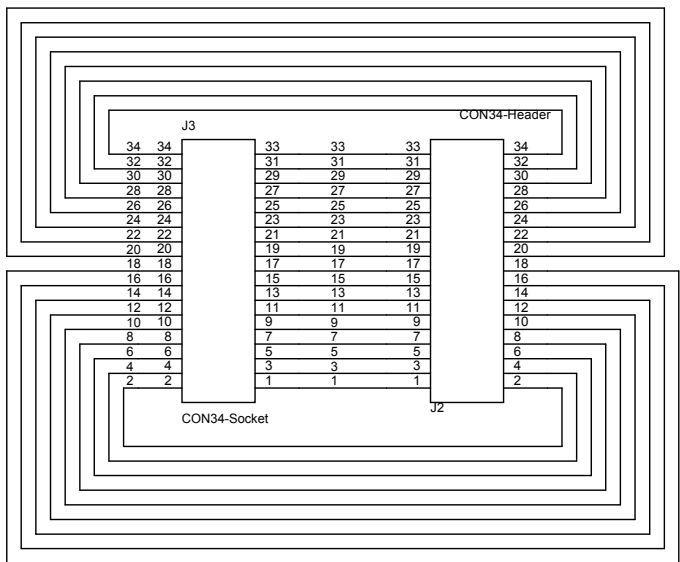 CON34-Header
J3
34 34 33 33 33 34
32 32 31 31 31 32
30 30 29 29 29 30
28 28 27 27 27 28
26 26 25 25 25 26
24 24 23 23 23 24
22 22 21 21 21 22
20 20 19 19 19 20
18 18 17 17 17 18
16 16 15 15 15 16
14 14 13 13 13 14
12 12 11 11 11 12
10 10 9 9 9 10
8 8 7 7 7 8
6 6 5 5 5 6
4 4 3 3 3 4
2 2 1 1 1 2
J2
CON34-Socket